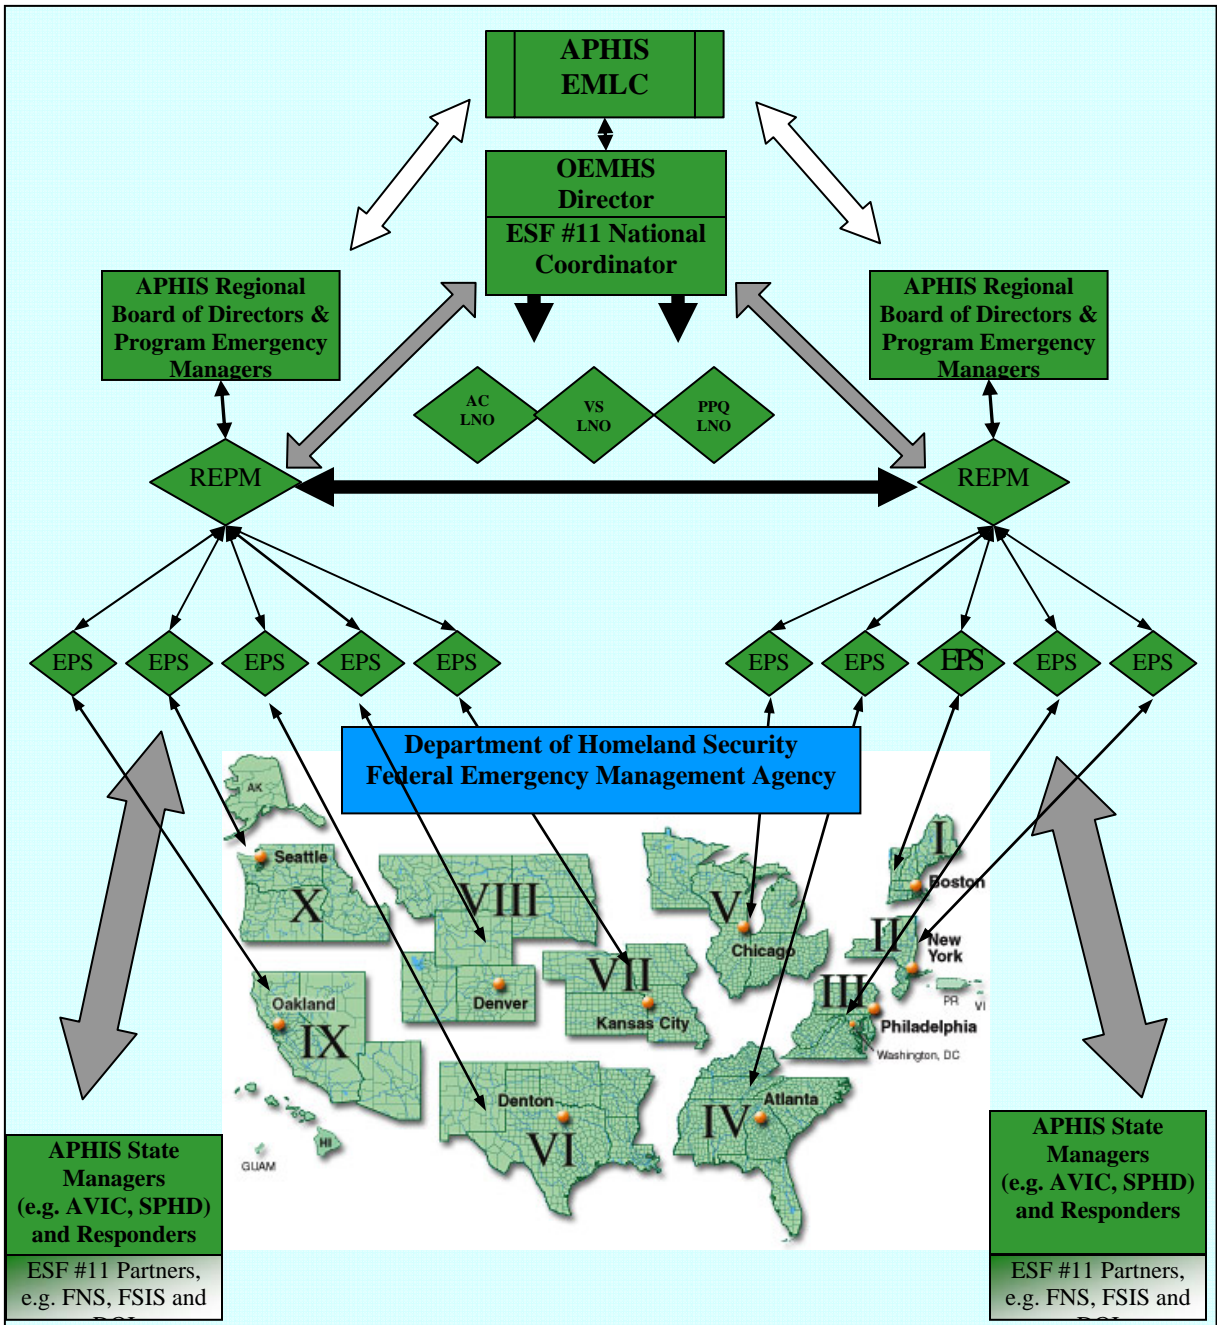 APHIS
EMLC
OEMHS
Director
ESF #11 National
Coordinator
APHIS Regional
Board of Directors &
Program Emergency
Managers
APHIS Regional
Board of Directors &
Program Emergency
Managers
AC
LNO
VS
LNO
PPQ
LNO
REPM
REPM
EPS
EPS
EPS
EPS
EPS
EPS
EPS
EPS
EPS
EPS
Department of Homeland Security
Federal Emergency Management Agency
AK
Seattle
X
VIII
Denver
VII
Kansas City
V
Chicago
I
Boston
II
New
York
PR
VI
III
Philadelphia
Washington, DC
Oakland
IX
HI
GUAM
Denton
VI
IV
Atlanta
APHIS State
Managers
(e.g. AVIC, SPHD)
and Responders
ESF #11 Partners,
e.g. FNS, FSIS and
APHIS State
Managers
(e.g. AVIC, SPHD)
and Responders
ESF #11 Partners,
e.g. FNS, FSIS and